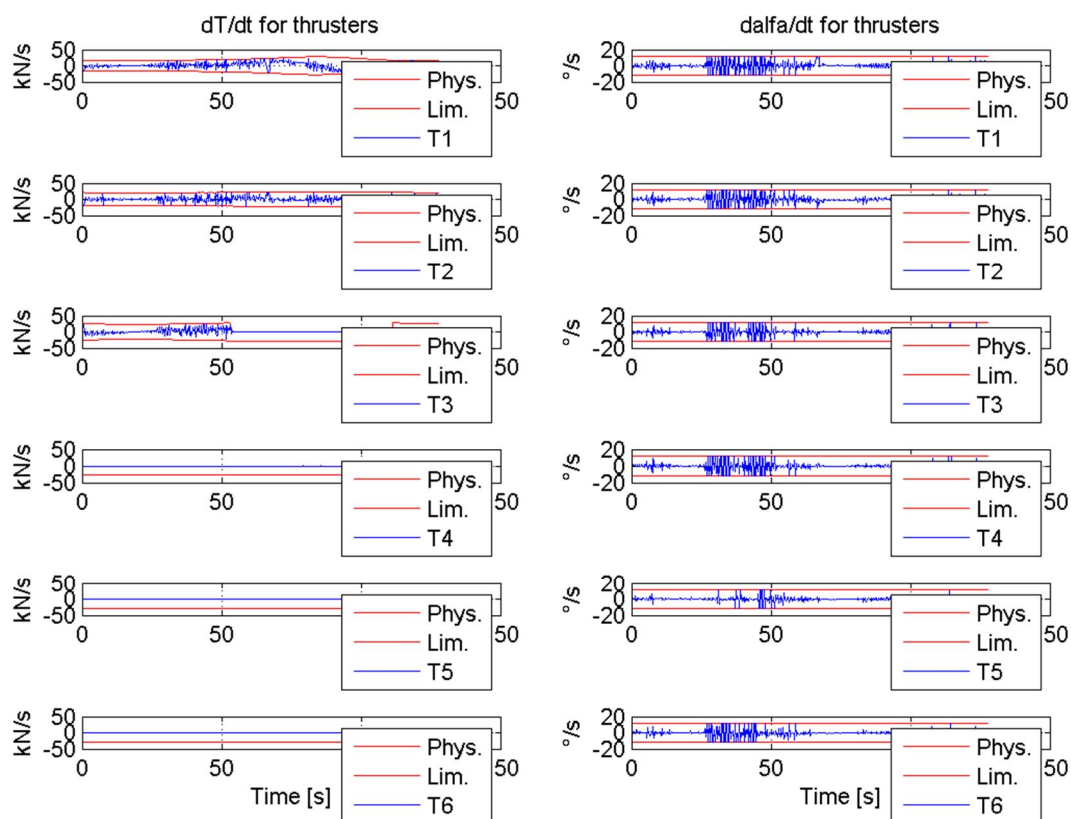 dT/dt for thrusters
kN/s
50
0
-50
0 50 50
Phys.
Lim.
T1
dalfa/dt for thrusters
°/s
20
0
-20
0 50 50
Phys.
Lim.
T1
kN/s
50
0
-50
0 50 50
Phys.
Lim.
T2
°/s
20
0
-20
0 50 50
Phys.
Lim.
T2
kN/s
50
0
-50
0 50 50
Phys.
Lim.
T3
°/s
20
0
-20
0 50 50
Phys.
Lim.
T3
kN/s
50
0
-50
0 50 50
Phys.
Lim.
T4
°/s
20
0
-20
0 50 50
Phys.
Lim.
T4
kN/s
50
0
-50
0 50 50
Phys.
Lim.
T5
°/s
20
0
-20
0 50 50
Phys.
Lim.
T5
kN/s
50
0
-50
0 50 50
Time [s]
Phys.
Lim.
T6
°/s
20
0
-20
0 50 50
Time [s]
Phys.
Lim.
T6